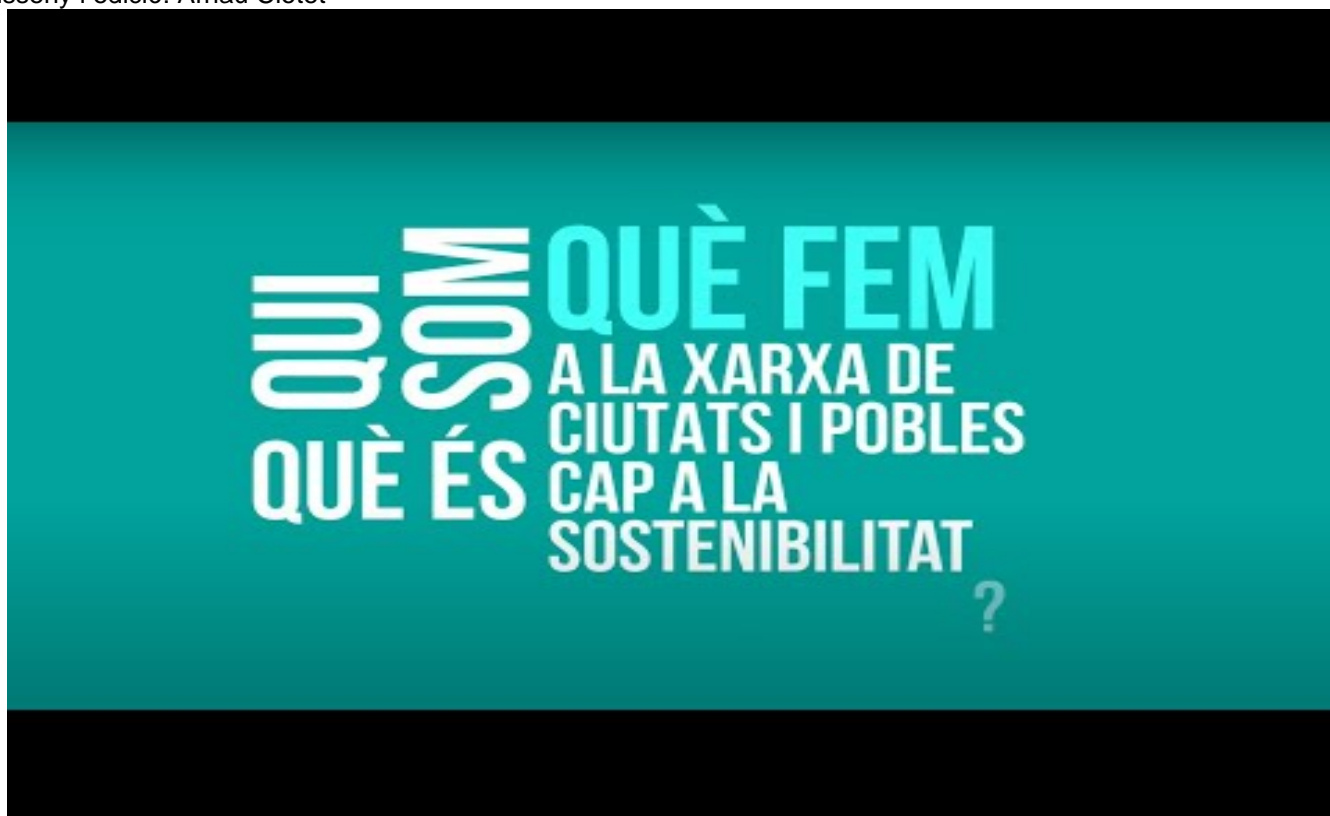 QUI
SOM
QUÈ ÉS
QUÈ FEM
A LA XARXA DE
CIUTATS I POBLES
CAP A LA
SOSTENIBILITAT
?